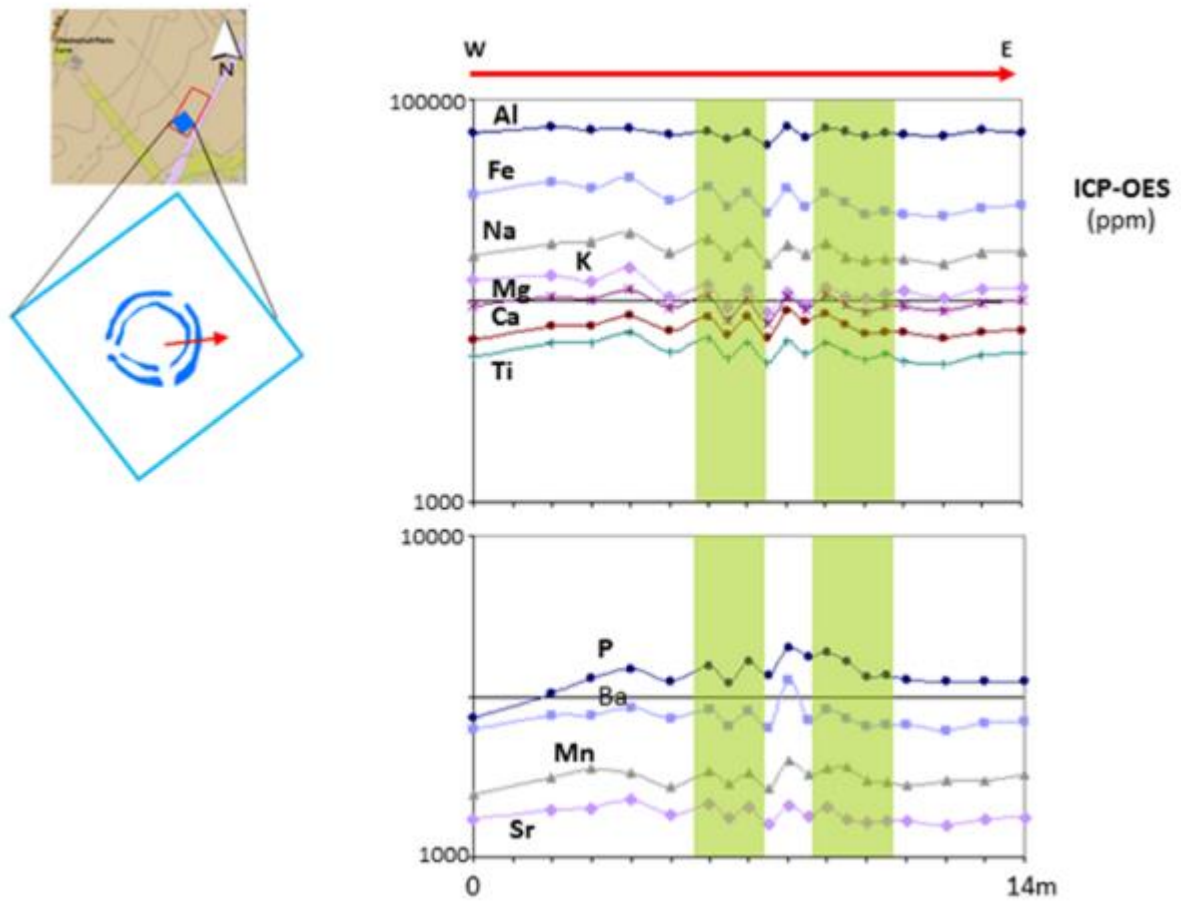 N
W E
100000
Al
Fe
Na
K
Mg
Ca
Ti
1000
ICP-OES
(ppm)
10000
P
Ba
Mn
Sr
1000
0 14m